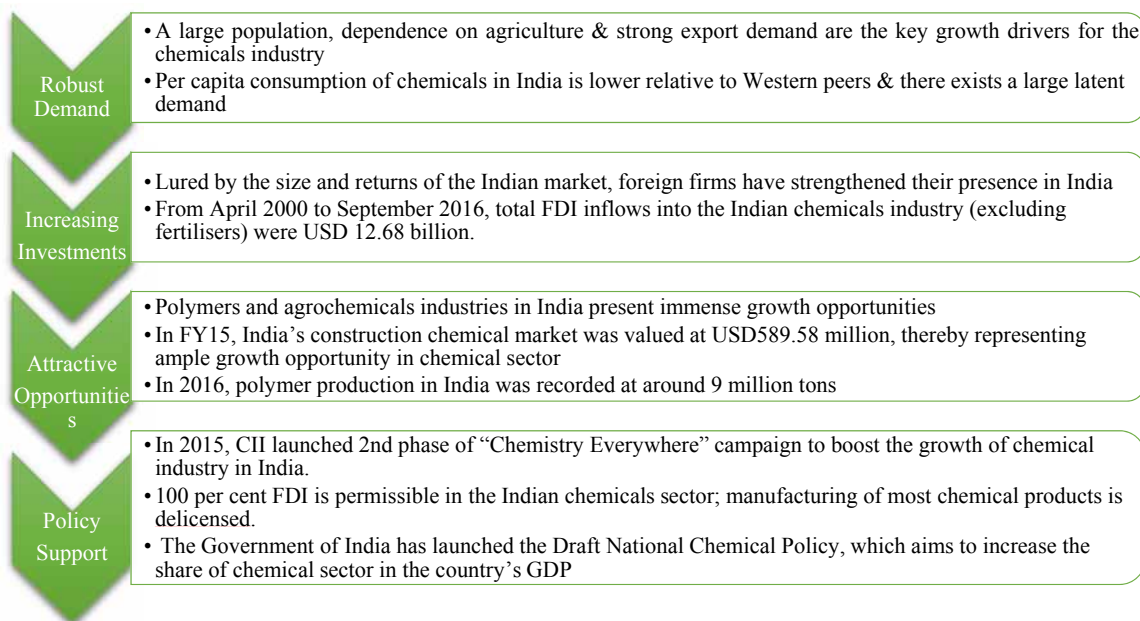 Robust
Demand
• A large population, dependence on agriculture & strong export demand are the key growth drivers for the
chemicals industry
• Per capita consumption of chemicals in India is lower relative to Western peers & there exists a large latent
demand
Increasing
Investments
• Lured by the size and returns of the Indian market, foreign firms have strengthened their presence in India
• From April 2000 to September 2016, total FDI inflows into the Indian chemicals industry (excluding
fertilisers) were USD 12.68 billion.
Attractive
Opportunitie
s
• Polymers and agrochemicals industries in India present immense growth opportunities
• In FY15, India’s construction chemical market was valued at USD589.58 million, thereby representing
ample growth opportunity in chemical sector
• In 2016, polymer production in India was recorded at around 9 million tons
Policy
Support
• In 2015, CII launched 2nd phase of “Chemistry Everywhere” campaign to boost the growth of chemical
industry in India.
• 100 per cent FDI is permissible in the Indian chemicals sector; manufacturing of most chemical products is
delicensed.
• The Government of India has launched the Draft National Chemical Policy, which aims to increase the
share of chemical sector in the country’s GDP